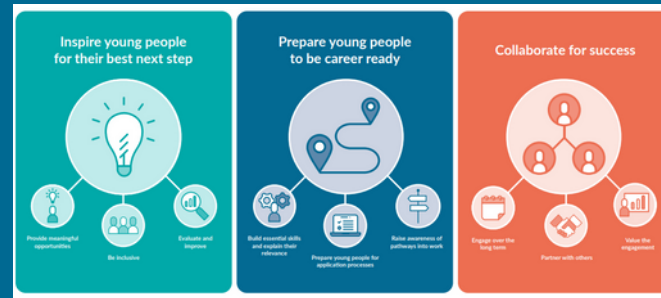 Inspire young people
for their best next step
Provide meaningful
opportunities
Be inclusive
Evaluate and
improve
Prepare young people
to be career ready
Build essential skills
and explain their
relevance
Prepare young people for
application processes
Raise awareness of
pathways into work
Collaborate for success
Engage over the
long term
Partner with others
Value the
engagement